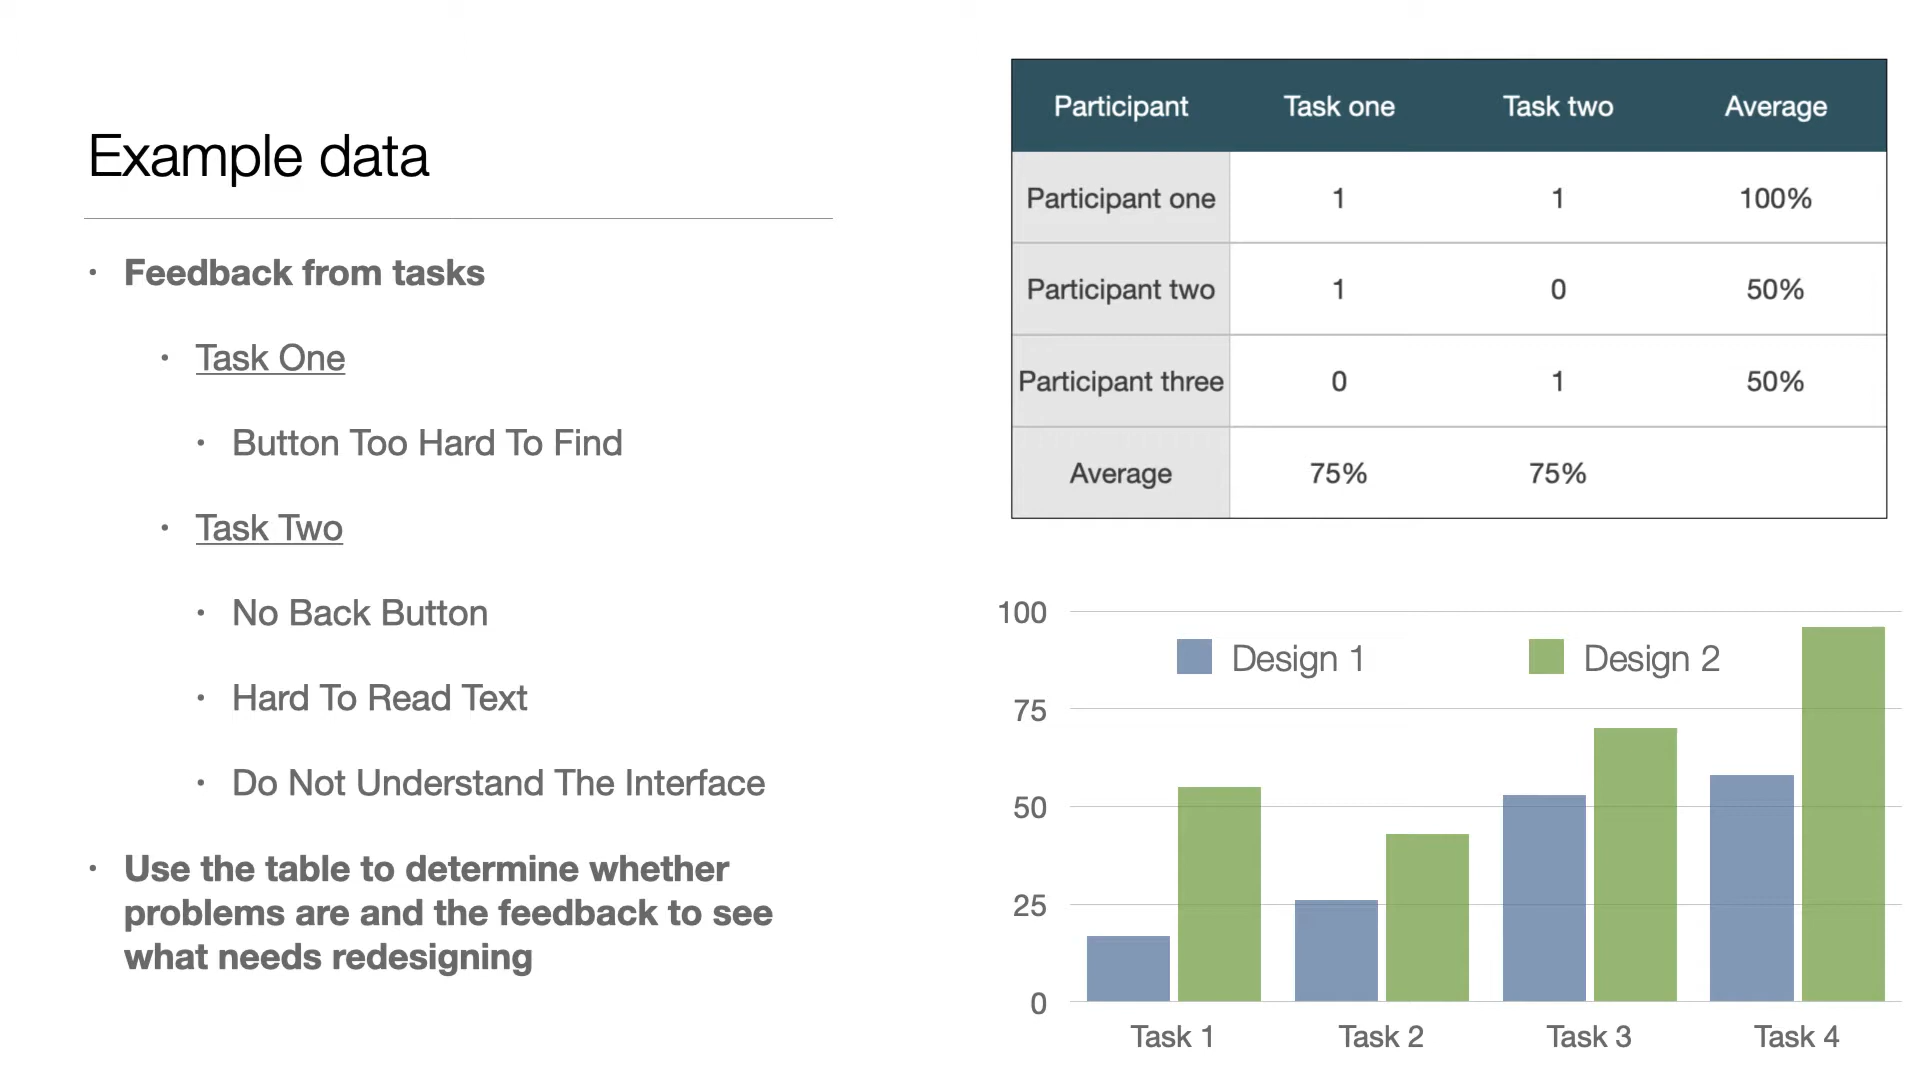 Example data
Feedback from tasks
Task One
Button Too Hard To Find
Task Two
No Back Button
Hard To Read Text
Do Not Understand The Interface
Use the table to determine whether
problems are and the feedback to see
what needs redesigning
Participant Task one Task two Average
Participant one 1 1 100%
Participant two 1 0 50%
Participant three 0 1 50%
Average 75% 75%
100
Design 1 Design 2
75
50
25
0
Task 1 Task 2 Task 3 Task 4